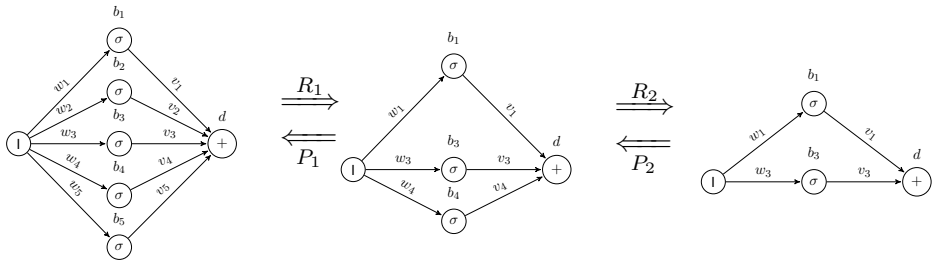 b₁
σ
w₁
v₁
b₂
σ
w₂
v₂
b₃
d
I
w₃
σ
v₃
+
b₄
w₄
σ
v₄
w₅
v₅
b₅
σ
R₁
P₁
b₁
σ
w₁
v₁
b₃
d
I
w₃
σ
v₃
+
b₄
w₄
σ
v₄
R₂
P₂
b₁
σ
w₁
v₁
b₃
d
I
w₃
σ
v₃
+